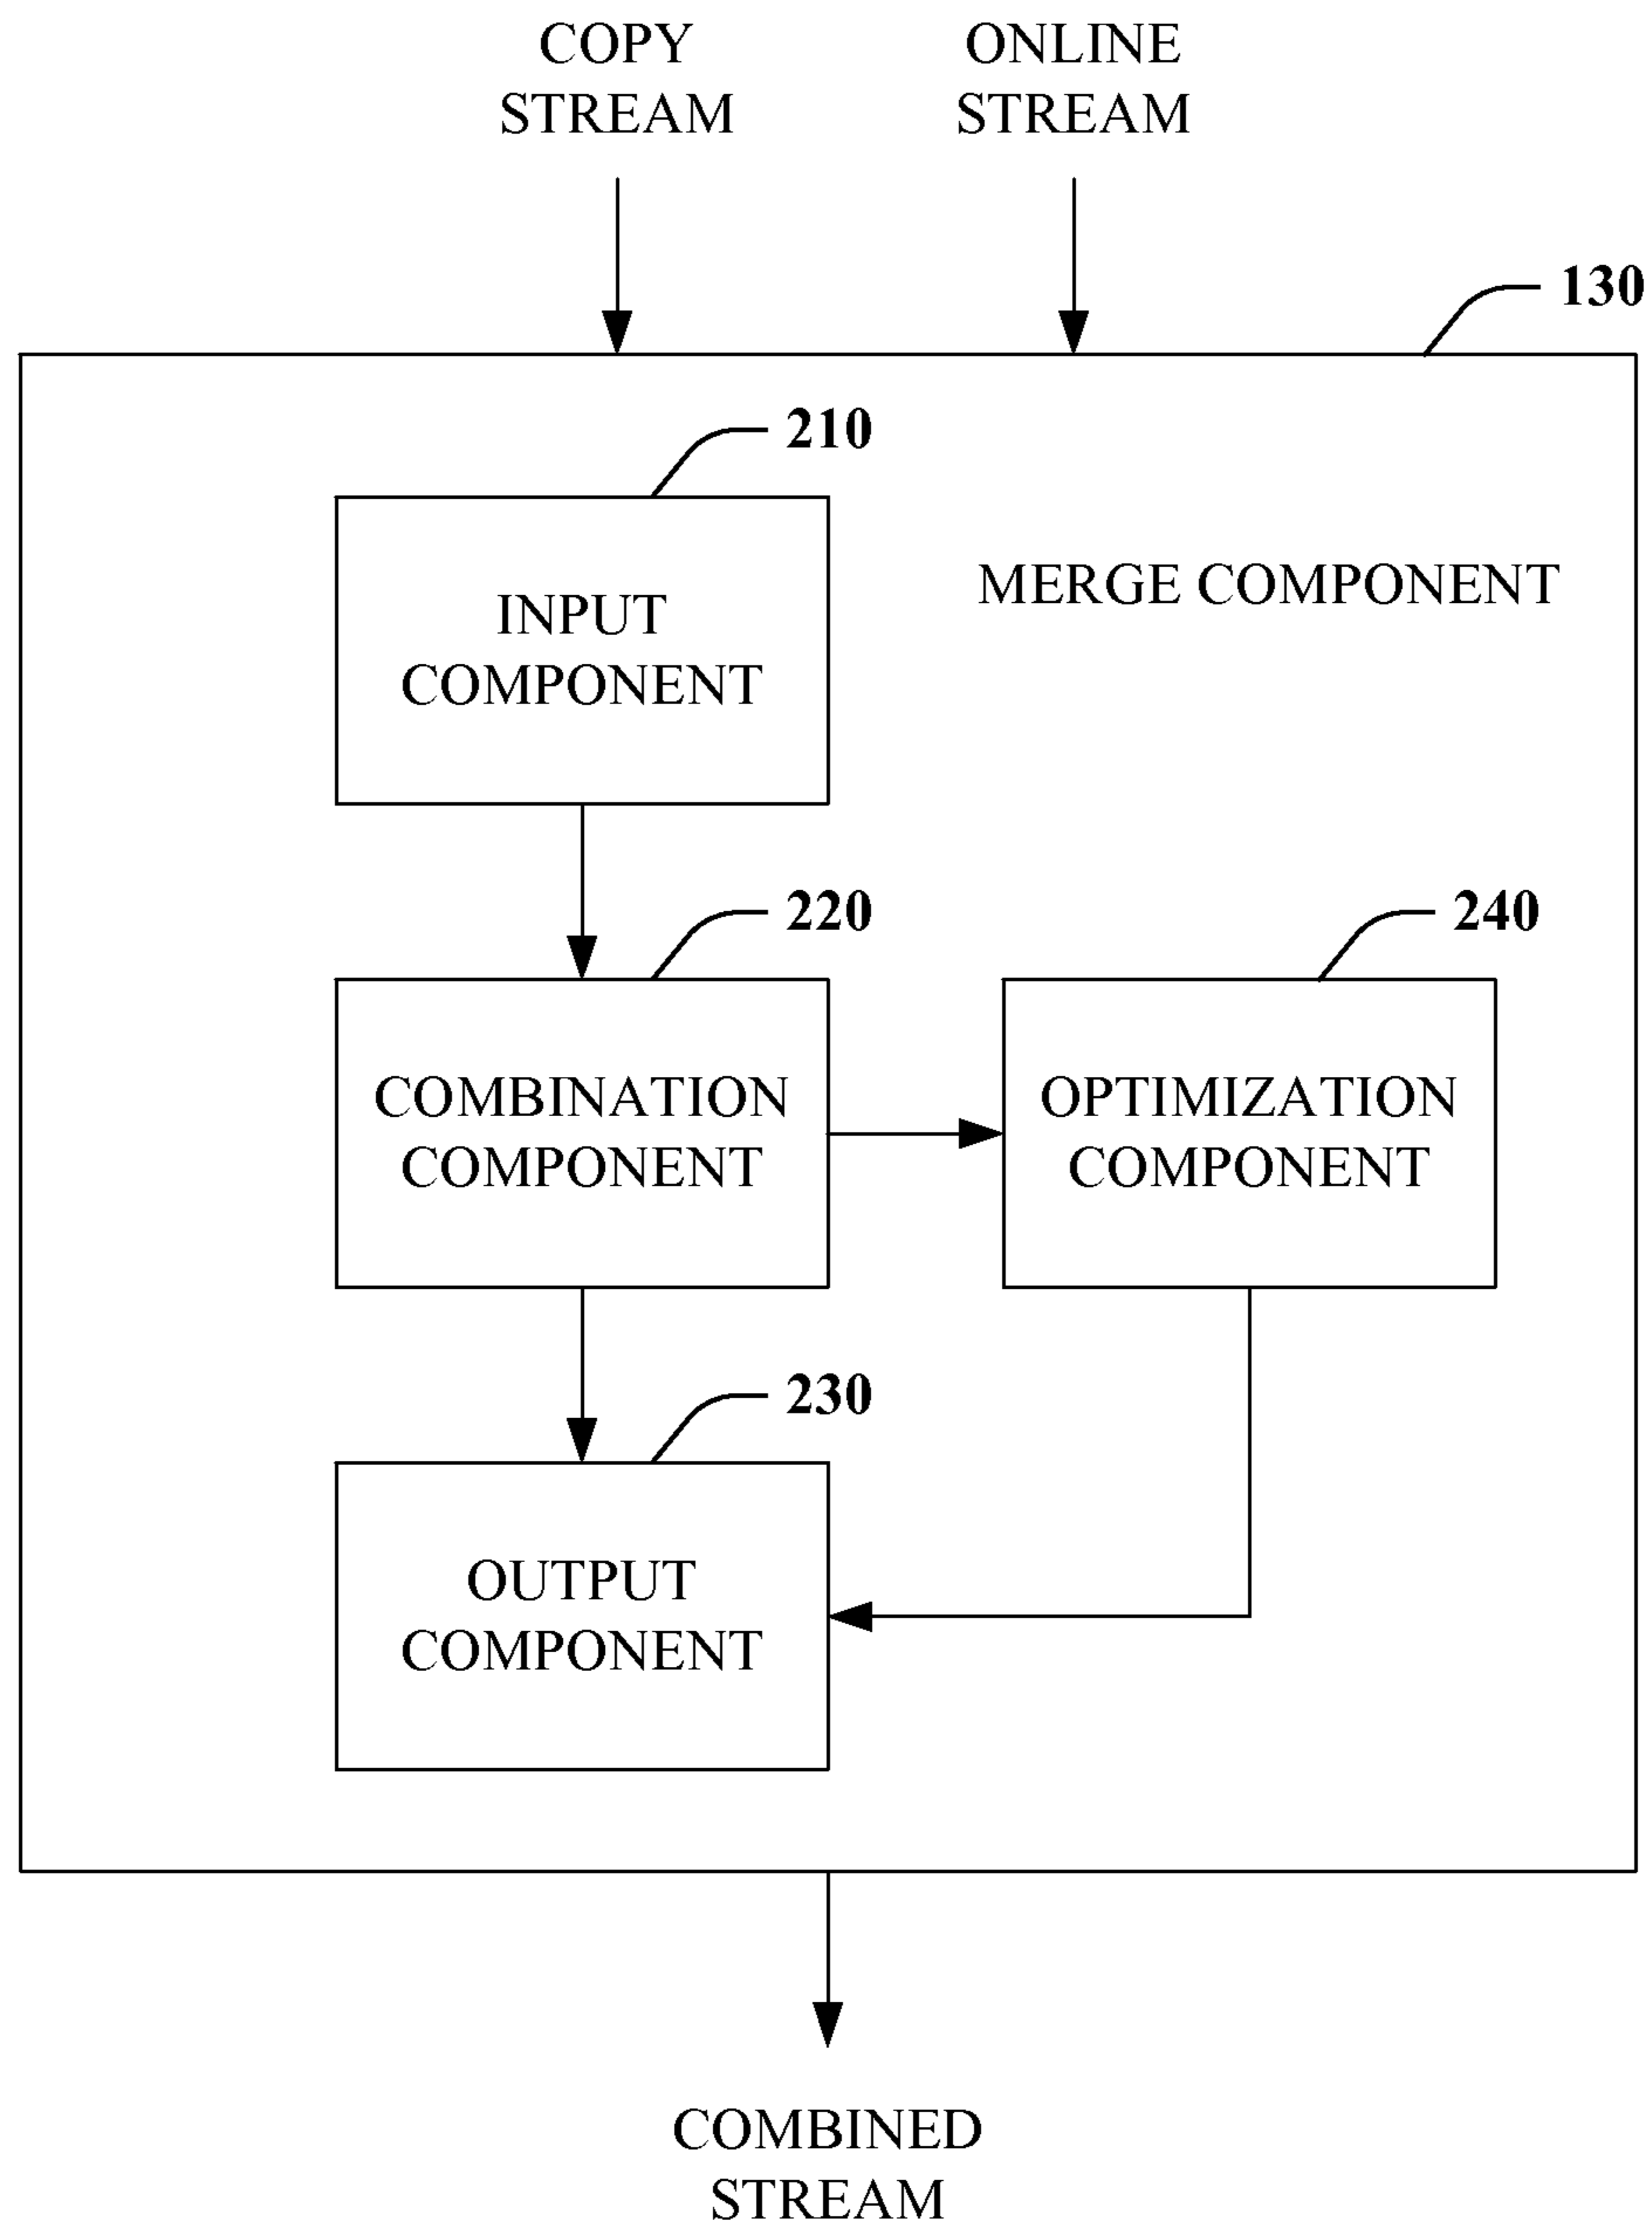 COPY
STREAM
ONLINE
STREAM
130
210
INPUT
COMPONENT
MERGE COMPONENT
220
240
COMBINATION
COMPONENT
OPTIMIZATION
COMPONENT
230
OUTPUT
COMPONENT
COMBINED
STREAM